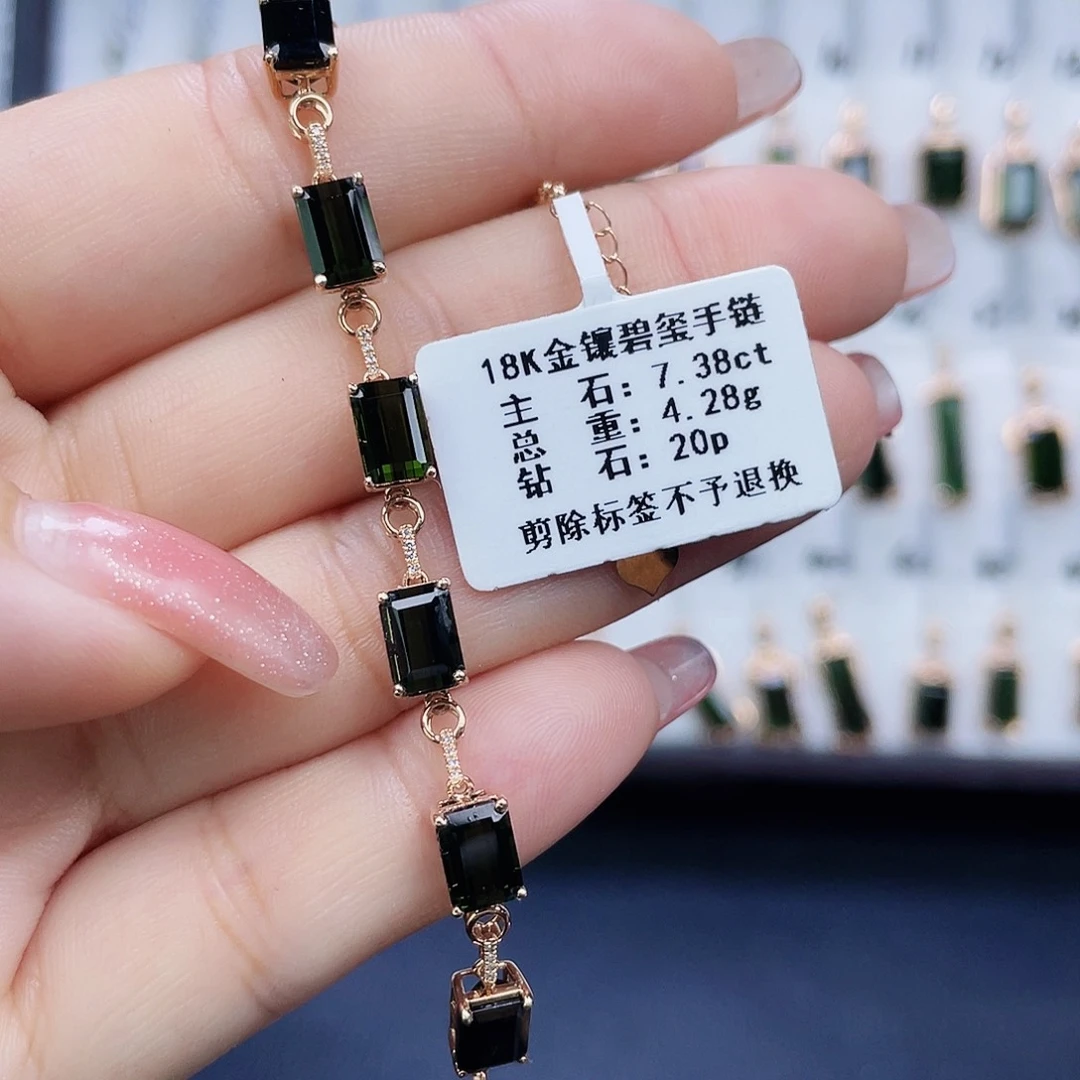 18K金镶碧玺手链
主 石: 7.38ct
总 重: 4.28g
钻 石: 20p
剪除标签不予退换